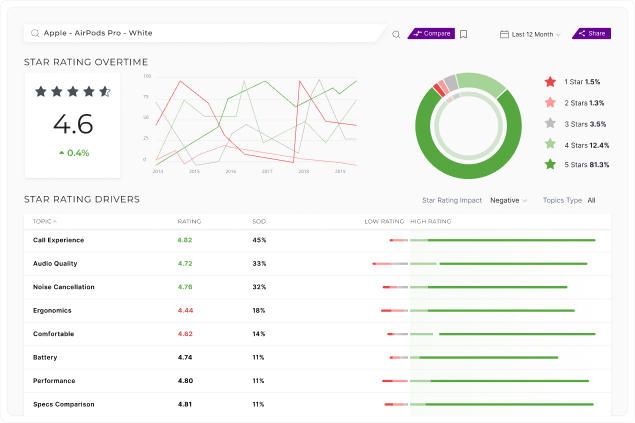 Apple - AirPods Pro - White
Compare
Last 12 Month
Share
STAR RATING OVERTIME
4.6
0.4%
100
75
50
25
0
2014 2015 2016 2017 2018 2019
1 Star 1.5%
2 Stars 1.3%
3 Stars 3.5%
4 Stars 12.4%
5 Stars 81.3%
STAR RATING DRIVERS
Star Rating Impact Negative Topics Type All
TOPIC RATING SOD LOW RATING HIGH RATING
Call Experience 4.82 45%
Audio Quality 4.72 33%
Noise Cancellation 4.76 32%
Ergonomics 4.44 18%
Comfortable 4.62 14%
Battery 4.74 11%
Performance 4.80 11%
Specs Comparison 4.81 11%